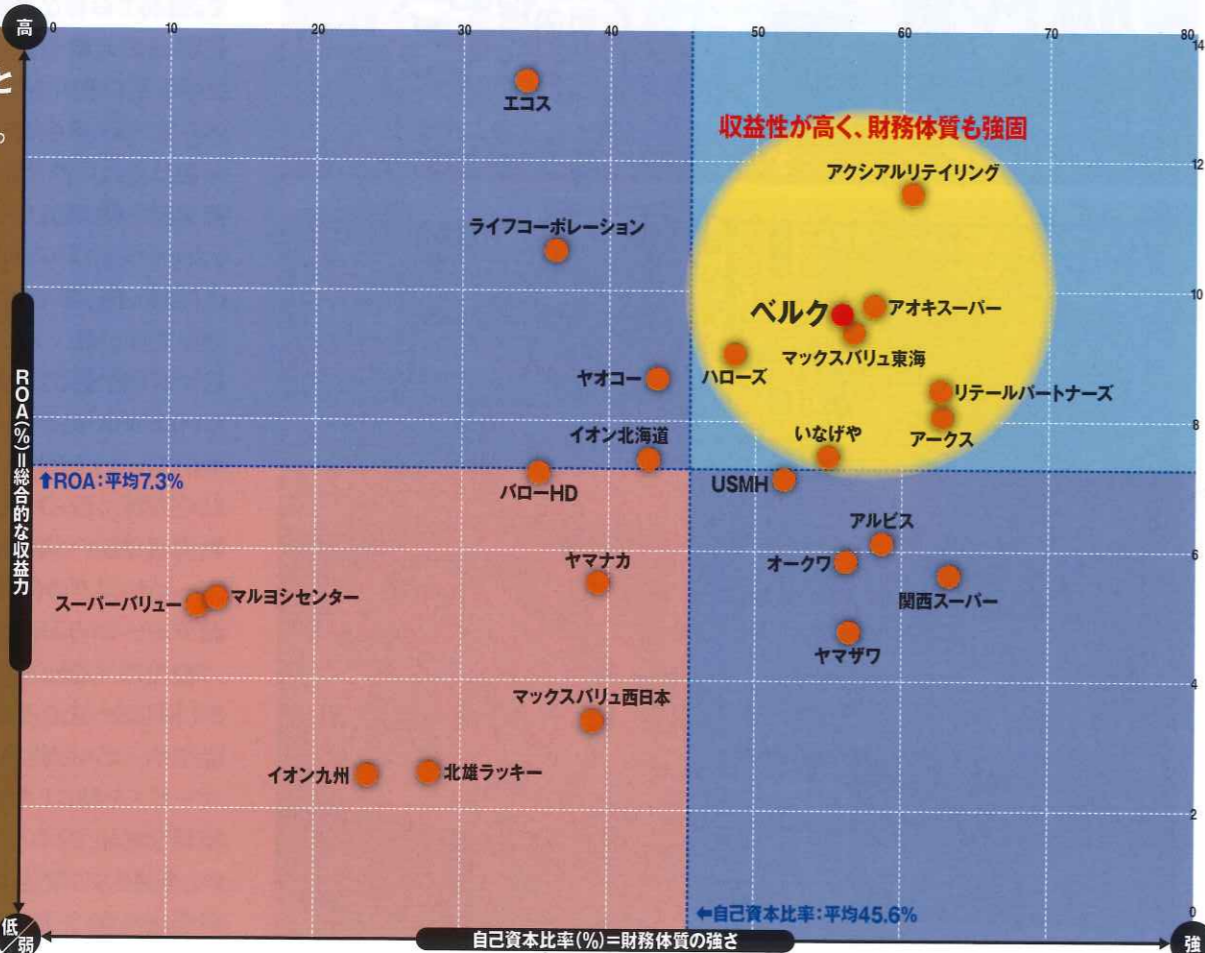 高
0 10 20 30 40 50 60 70 80
14
と
。
エコス
収益性が高く、財務体質も強固
12
アクシアルリテイリング
ライフコーポレーション
10
ベルク
アオキスーパー
マックスバリュ東海
ハローズ
ヤオコー
リテールパートナーズ
アークス
8
イオン北海道
いなげや
↑ROA:平均7.3%
バローHD
USMH
アルビス
6
ヤマナカ
オークワ
関西スーパー
スーパーバリュー
マルヨシセンター
ヤマザワ
4
マックスバリュ西日本
イオン九州
北雄ラッキー
2
ROA(%)=総合的な収益力
←自己資本比率:平均45.6%
0
低/弱
自己資本比率(%)=財務体質の強さ
強